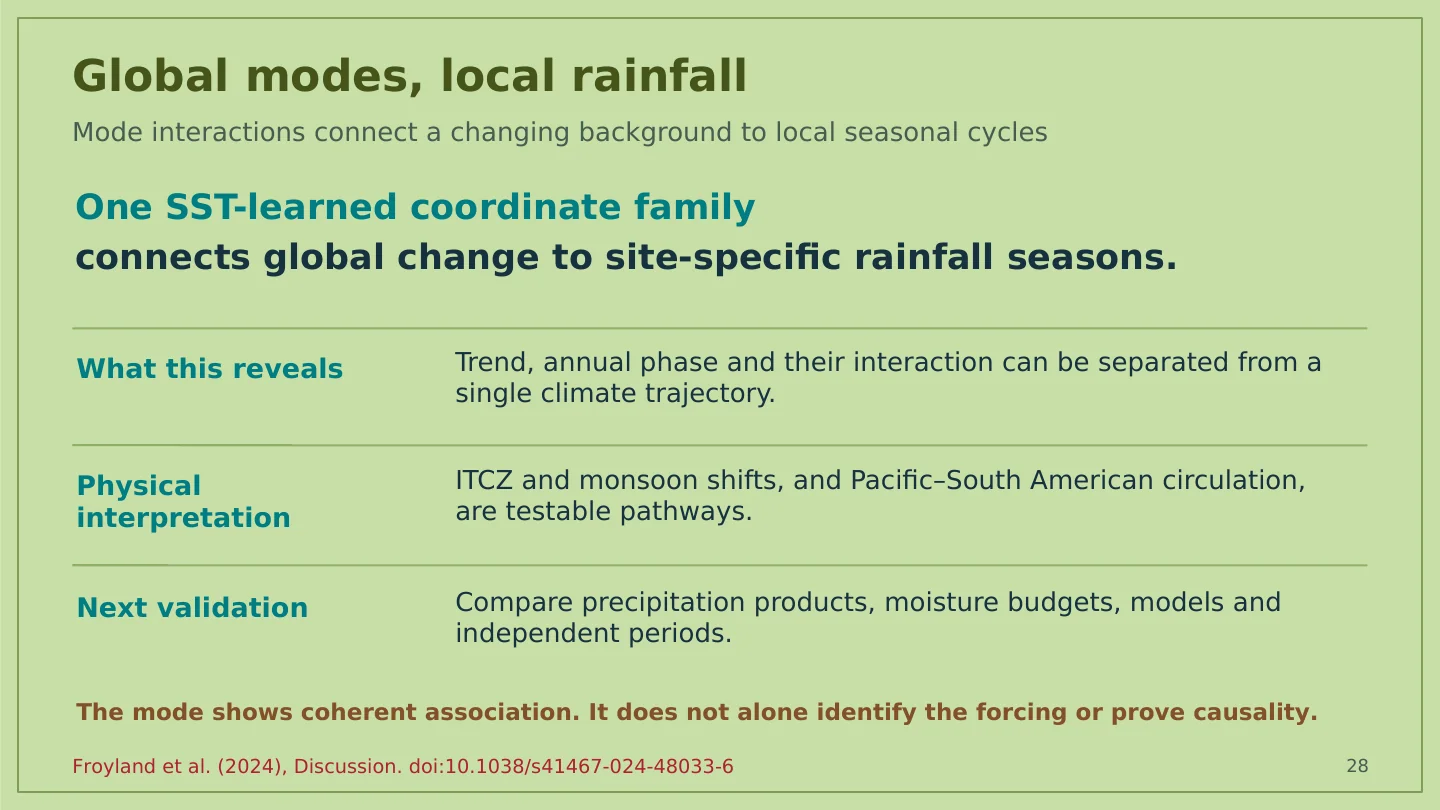 Global modes, local rainfall
Mode interactions connect a changing background to local seasonal cycles
One SST-learned coordinate family
connects global change to site-specific rainfall seasons.
What this reveals
Trend, annual phase and their interaction can be separated from a
single climate trajectory.
Physical
interpretation
ITCZ and monsoon shifts, and Pacific–South American circulation,
are testable pathways.
Next validation
Compare precipitation products, moisture budgets, models and
independent periods.
The mode shows coherent association. It does not alone identify the forcing or prove causality.
Froyland et al. (2024), Discussion. doi:10.1038/s41467-024-48033-6
28